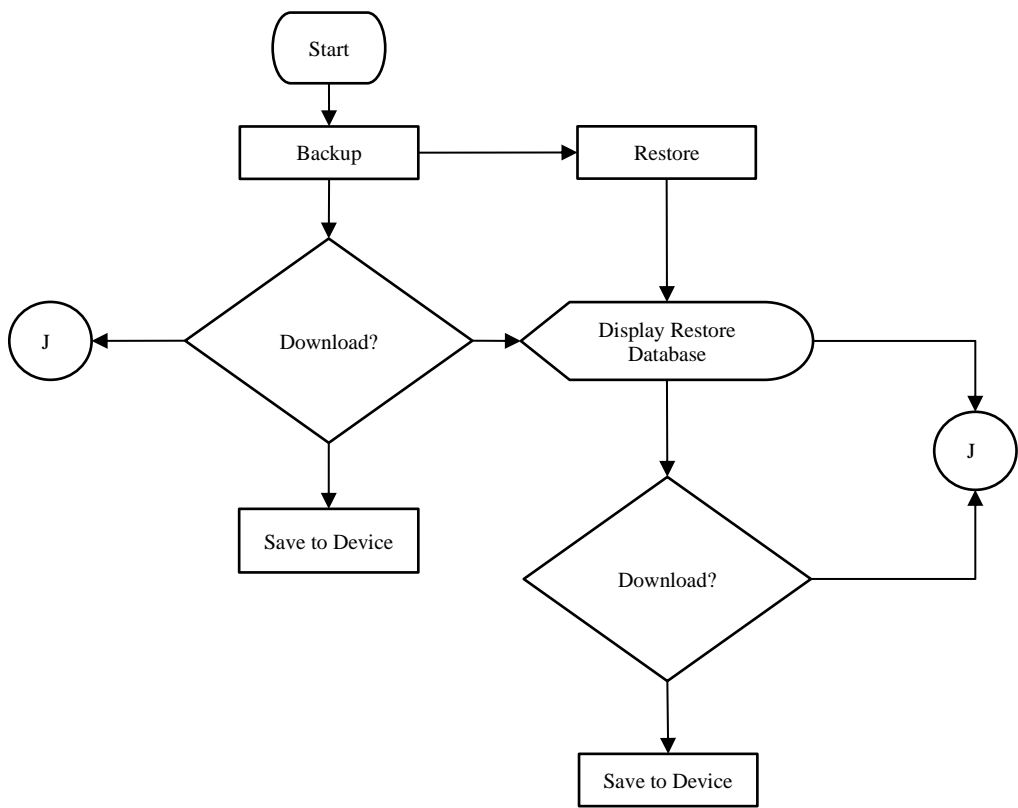 Start
Backup
Restore
J
Download?
Display Restore
Database
J
Save to Device
Download?
Save to Device